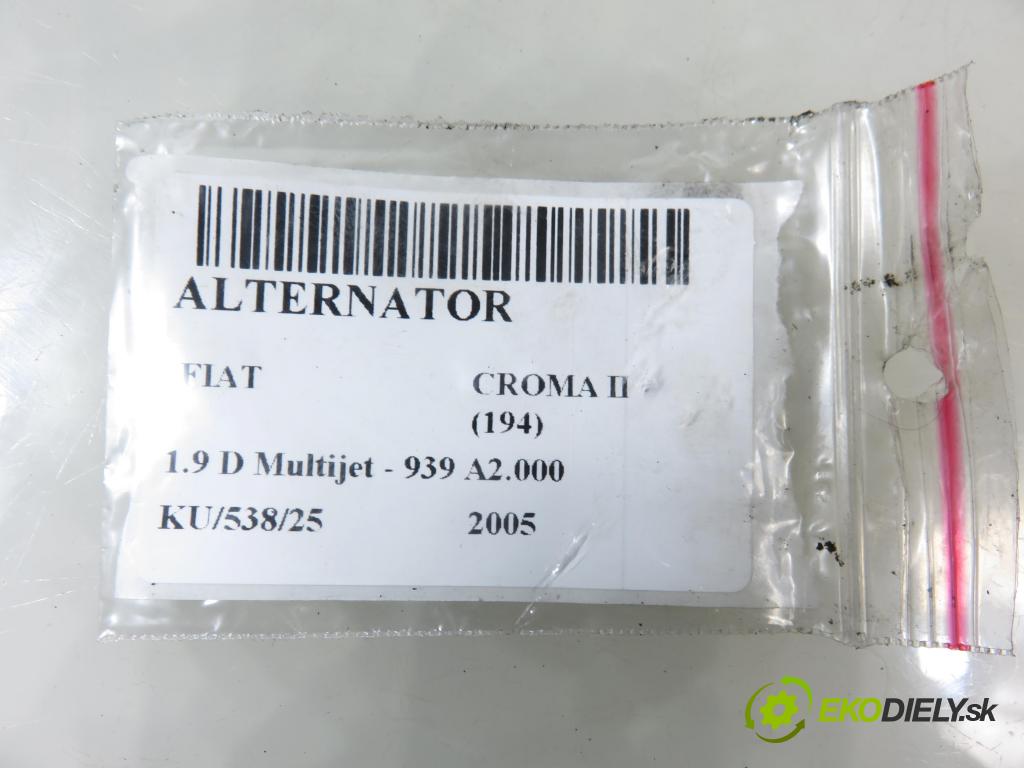 ALTERNATOR
FIAT CROMA II
(194)
1.9 D Multijet - 939 A2.000
KU/538/25 2005
EKODIELY.sk